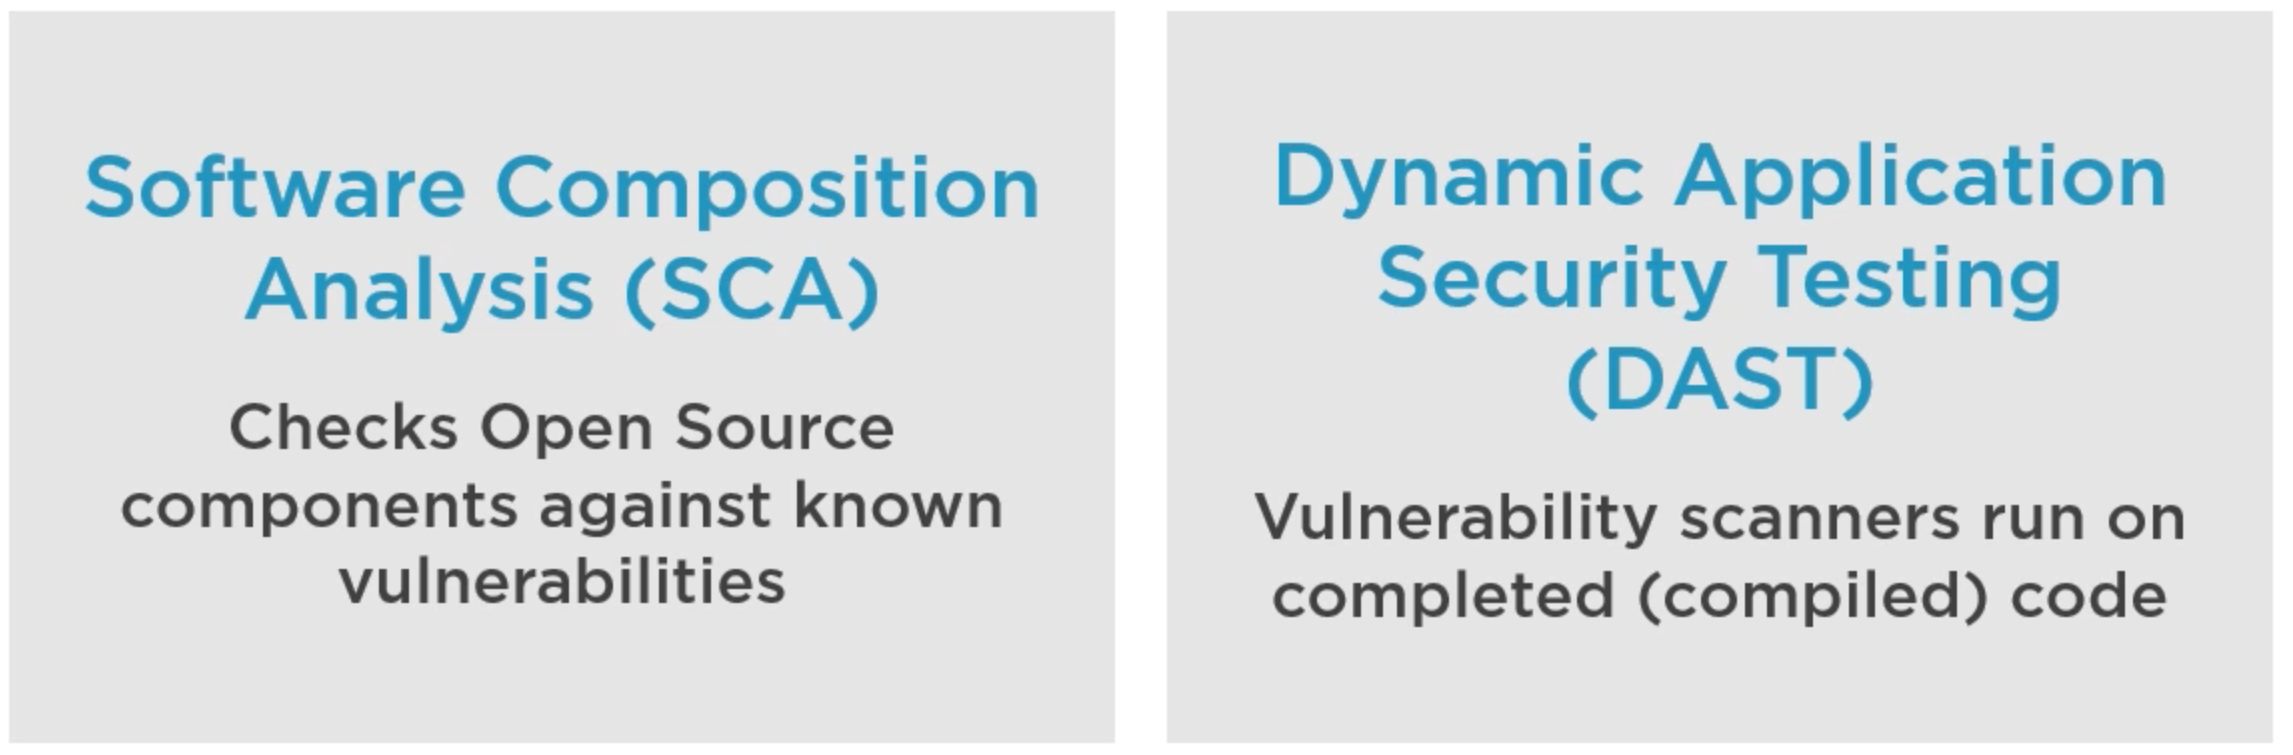 Software Composition
Analysis (SCA)
Checks Open Source
components against known
vulnerabilities
Dynamic Application
Security Testing
(DAST)
Vulnerability scanners run on
completed (compiled) code